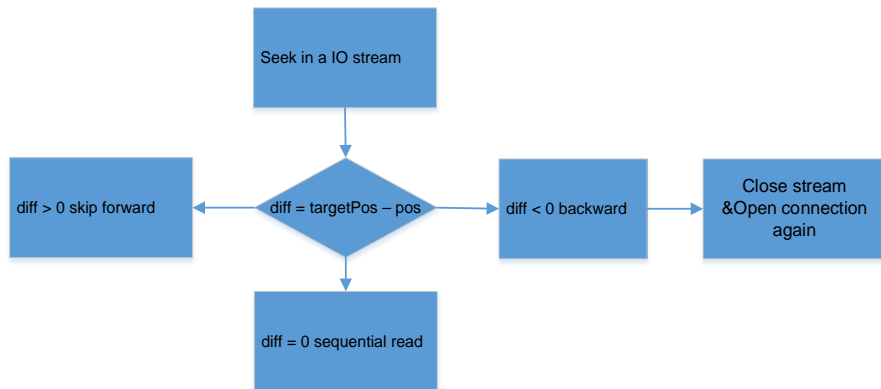 Seek in a IO stream
diff > 0 skip forward
diff = targetPos – pos
diff < 0 backward
Close stream
&Open connection
again
diff = 0 sequential read